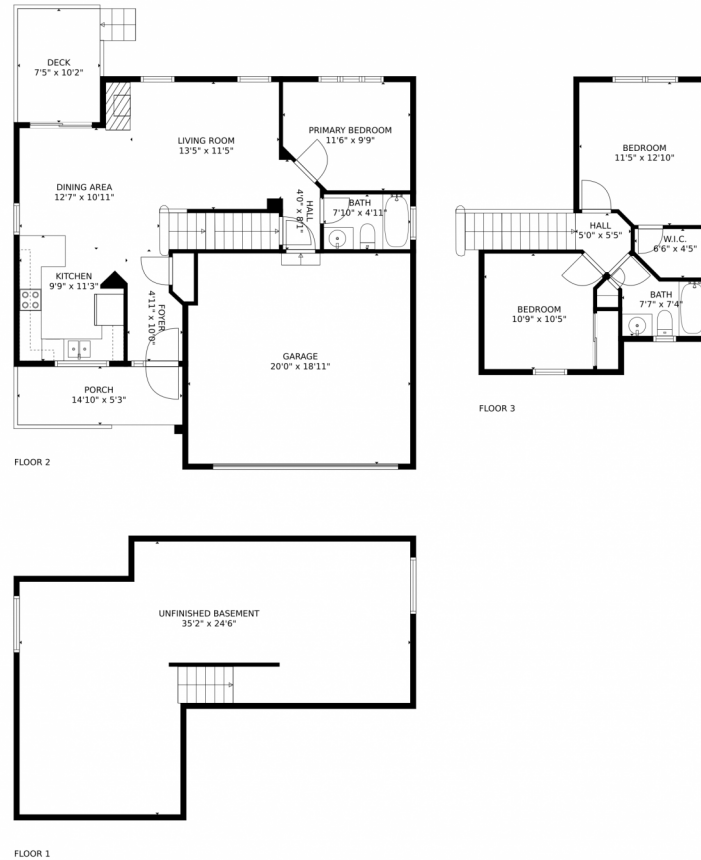 DECK
7'5" x 10'2"
LIVING ROOM
13'5" x 11'5"
PRIMARY BEDROOM
11'6" x 9'9"
DINING AREA
12'7" x 10'11"
HALL
4'0" x 8'1"
BATH
7'10" x 4'11"
KITCHEN
9'9" x 11'3"
FOYER
4'11" x 10'0"
GARAGE
20'0" x 18'11"
PORCH
14'10" x 5'3"
FLOOR 2
BEDROOM
11'5" x 12'10"
HALL
5'0" x 5'5"
W.I.C.
6'6" x 4'5"
BEDROOM
10'9" x 10'5"
BATH
7'7" x 7'4"
FLOOR 3
UNFINISHED BASEMENT
35'2" x 24'6"
FLOOR 1